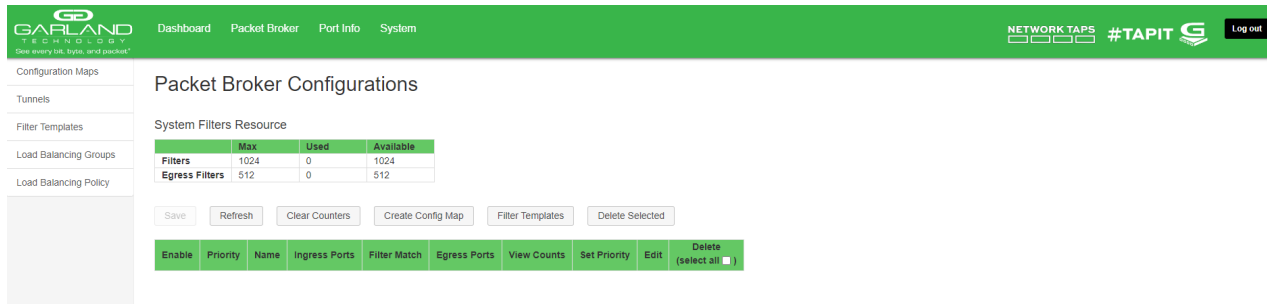 GARLAND
TECHNOLOGY
See every bit, byte, and packet®
Dashboard Packet Broker Port Info System
NETWORK TAPS
#TAPIT
Log out
Configuration Maps
Tunnels
Filter Templates
Load Balancing Groups
Load Balancing Policy
Packet Broker Configurations
System Filters Resource
Max Used Available
Filters 1024 0 1024
Egress Filters 512 0 512
Save Refresh Clear Counters Create Config Map Filter Templates Delete Selected
Enable Priority Name Ingress Ports Filter Match Egress Ports View Counts Set Priority Edit Delete
(select all )